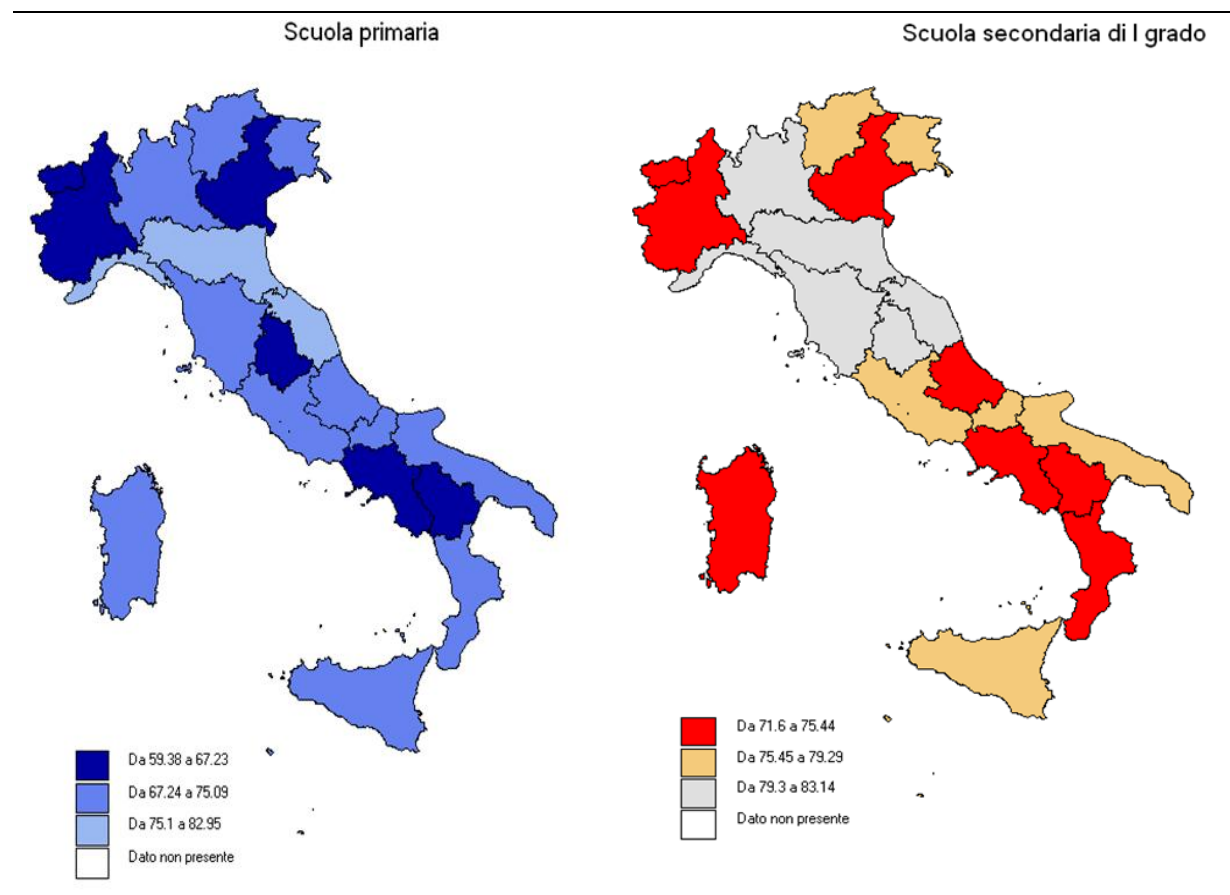 Scuola primaria
Scuola secondaria di I grado
Da 59.38 a 67.23
Da 67.24 a 75.09
Da 75.1 a 82.95
Dato non presente
Da 71.6 a 75.44
Da 75.45 a 79.29
Da 79.3 a 83.14
Dato non presente